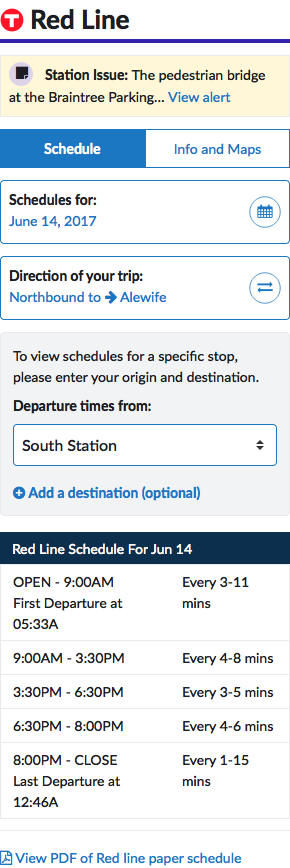 T Red Line
Station Issue: The pedestrian bridge
at the Braintree Parking... View alert
Schedule
Info and Maps
Schedules for:
June 14, 2017
Direction of your trip:
Northbound to Alewife
To view schedules for a specific stop,
please enter your origin and destination.
Departure times from:
South Station
Add a destination (optional)
Red Line Schedule For Jun 14
OPEN - 9:00AM Every 3-11
First Departure at mins
05:33A
9:00AM - 3:30PM Every 4-8 mins
3:30PM - 6:30PM Every 3-5 mins
6:30PM - 8:00PM Every 4-6 mins
8:00PM - CLOSE Every 1-15
Last Departure at mins
12:46A
View PDF of Red line paper schedule